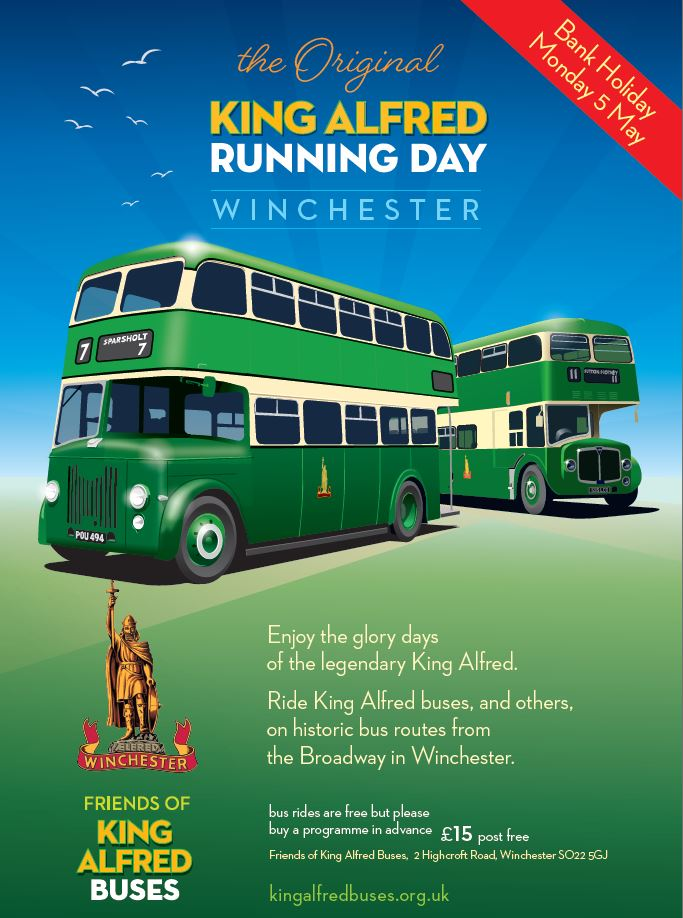 the Original
KING ALFRED
RUNNING DAY
WINCHESTER
Bank Holiday
Monday 5 May
7
SPARSHOLT
7
11
11
POU 494
ÆLFRED
WINCHESTER
Enjoy the glory days
of the legendary King Alfred.
Ride King Alfred buses, and others,
on historic bus routes from
the Broadway in Winchester.
FRIENDS OF
KING
ALFRED
BUSES
bus rides are free but please
buy a programme in advance £15 post free
Friends of King Alfred Buses, 2 Highcroft Road, Winchester SO22 5GJ
kingalfredbuses.org.uk